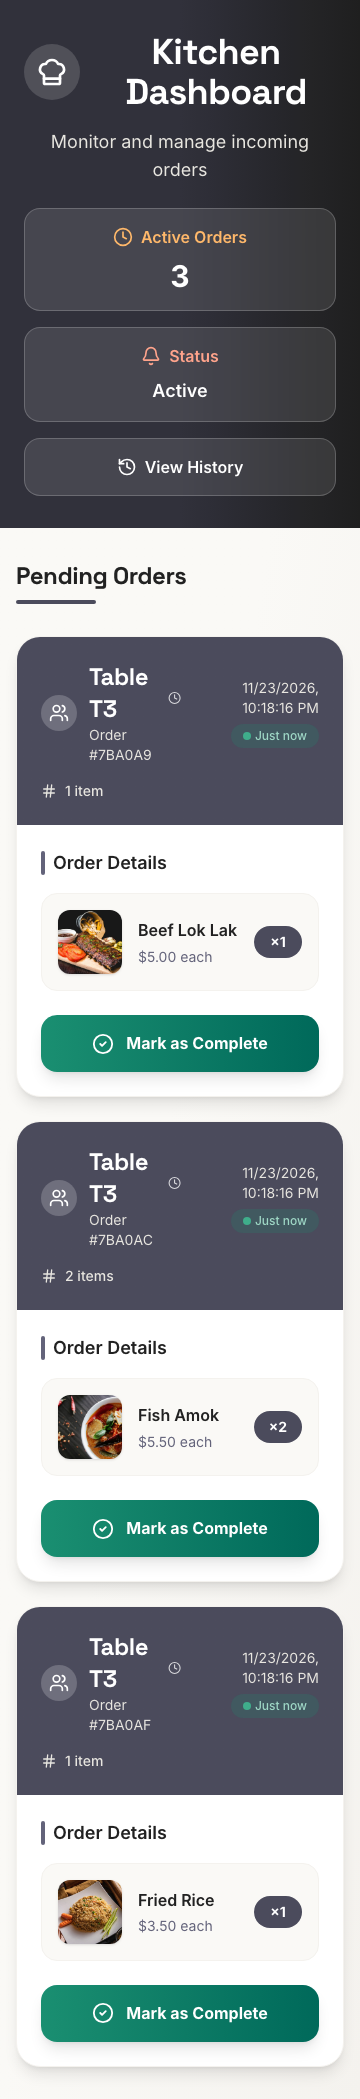 Kitchen
Dashboard
Monitor and manage incoming
orders
Active Orders
3
Status
Active
View History
Pending Orders
Table
T3
Order
#7BA0A9
11/23/2026,
10:18:16 PM
Just now
# 1 item
Order Details
Beef Lok Lak
$5.00 each
×1
Mark as Complete
Table
T3
Order
#7BA0AC
11/23/2026,
10:18:16 PM
Just now
# 2 items
Order Details
Fish Amok
$5.50 each
×2
Mark as Complete
Table
T3
Order
#7BA0AF
11/23/2026,
10:18:16 PM
Just now
# 1 item
Order Details
Fried Rice
$3.50 each
×1
Mark as Complete